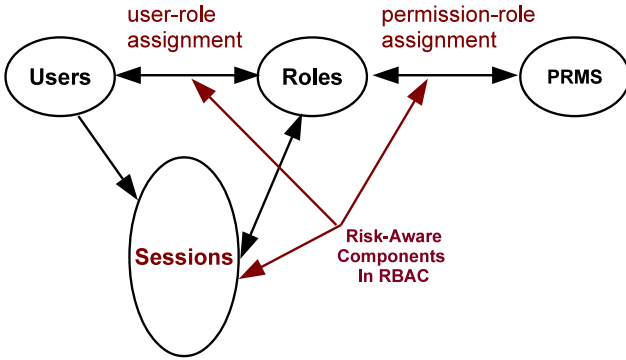 user-role
assignment
permission-role
assignment
Users
Roles
PRMS
Sessions
Risk-Aware
Components
In RBAC